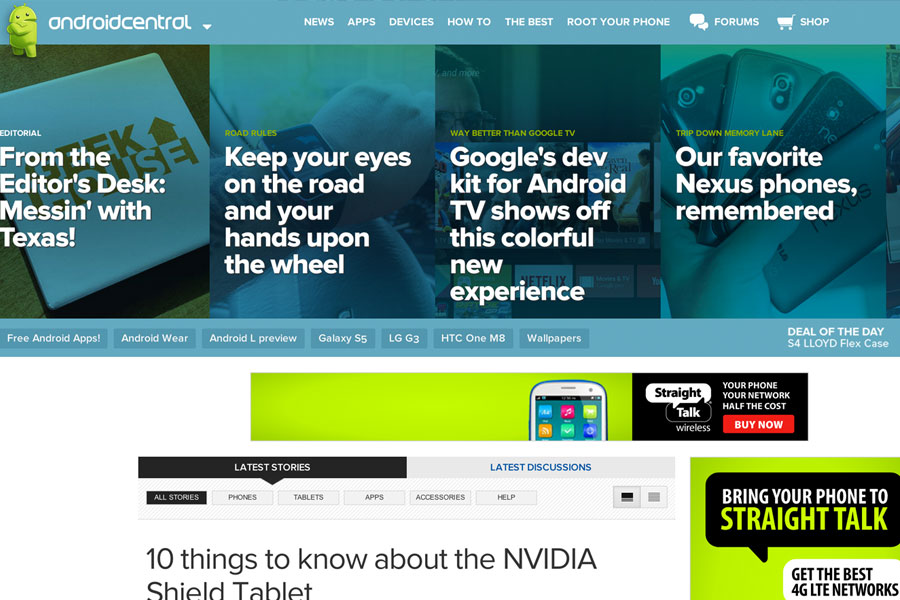 androidcentral
NEWS APPS DEVICES HOW TO THE BEST ROOT YOUR PHONE FORUMS SHOP
EDITORIAL
From the
Editor's Desk:
Messin' with
Texas!
ROAD RULES
Keep your eyes
on the road
and your
hands upon
the wheel
and more
WAY BETTER THAN GOOGLE TV
Google's dev
kit for Android
TV shows off
this colorful
new
experience
NETFLIX
TRIP DOWN MEMORY LANE
Our favorite
Nexus phones,
remembered
nexus
Free Android Apps! Android Wear Android L preview Galaxy S5 LG G3 HTC One M8 Wallpapers
DEAL OF THE DAY
S4 LLOYD Flex Case
Straight
Talk
wireless
YOUR PHONE
YOUR NETWORK
HALF THE COST
BUY NOW
LATEST STORIES LATEST DISCUSSIONS
ALL STORIES PHONES TABLETS APPS ACCESSORIES HELP
10 things to know about the NVIDIA
Shield Tablet
BRING YOUR PHONE TO
STRAIGHT TALK
GET THE BEST
4G LTE NETWORKS